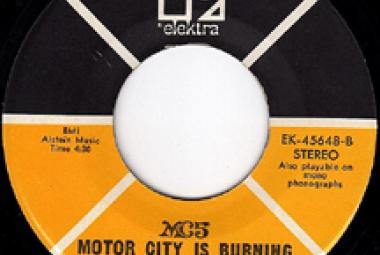 elektra
BMI
Alstein Music
Time 4:30
EK-45648-B
STEREO
Also playable on
mono
phonographs
MC5
MOTOR CITY IS BURNING